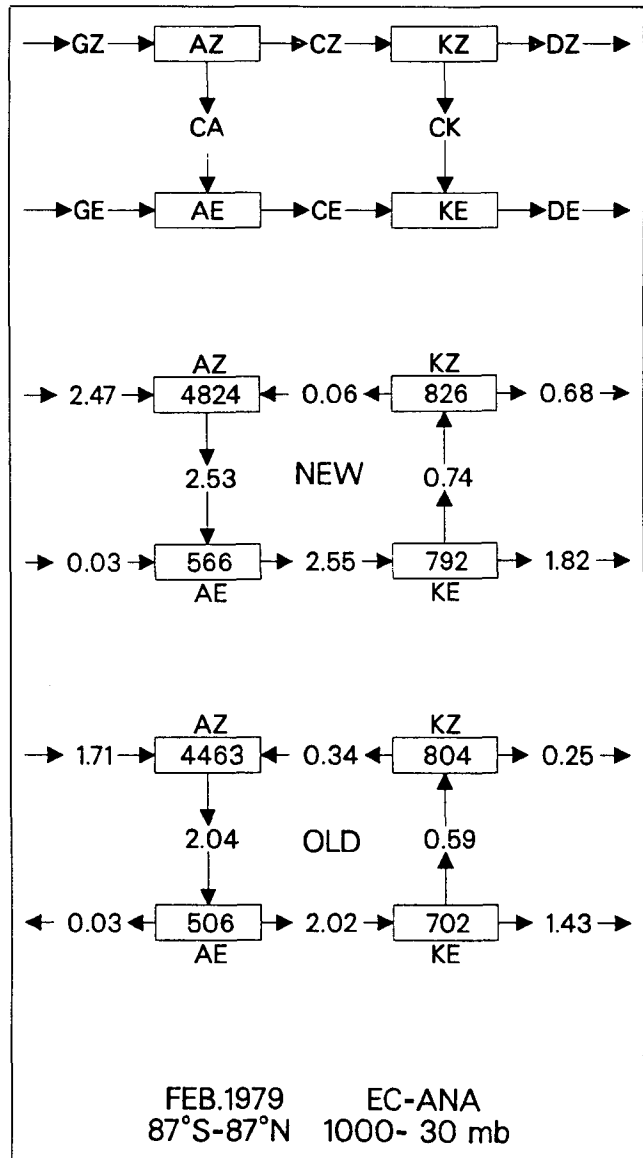 GZ AZ CZ KZ DZ
CA CK
GE AE CE KE DE
AZ KZ
2.47 4824 0.06 826 0.68
2.53 NEW 0.74
0.03 566 2.55 792 1.82
AE KE
AZ KZ
1.71 4463 0.34 804 0.25
2.04 OLD 0.59
0.03 506 2.02 702 1.43
AE KE
FEB.1979 EC-ANA
87°S-87°N 1000- 30 mb